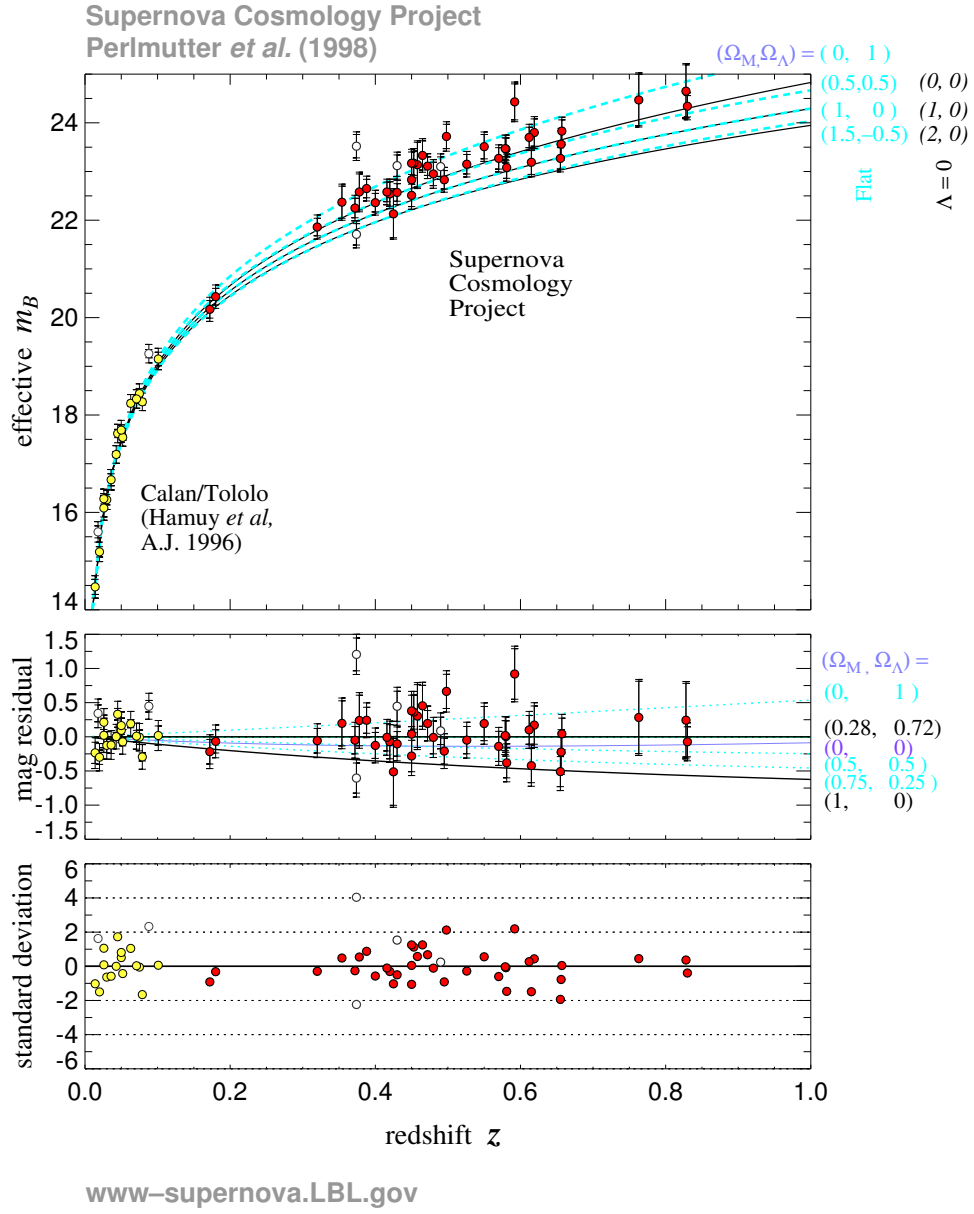 Supernova Cosmology Project
Perlmutter et al. (1998)
(Ω_M,Ω_Λ) = ( 0, 1 )
(0.5,0.5) (0, 0)
( 1, 0 ) (1, 0)
(1.5,–0.5) (2, 0)
Flat
Λ = 0
24
22
20
18
16
14
effective m_B
Supernova
Cosmology
Project
Calan/Tololo
(Hamuy et al,
A.J. 1996)
1.5
1.0
0.5
0.0
-0.5
-1.0
-1.5
mag residual
(Ω_M , Ω_Λ) =
(0, 1 )
(0.28, 0.72)
(0, 0)
(0.5, 0.5 )
(0.75, 0.25 )
(1, 0)
6
4
2
0
-2
-4
-6
standard deviation
0.0 0.2 0.4 0.6 0.8 1.0
redshift z
www–supernova.LBL.gov